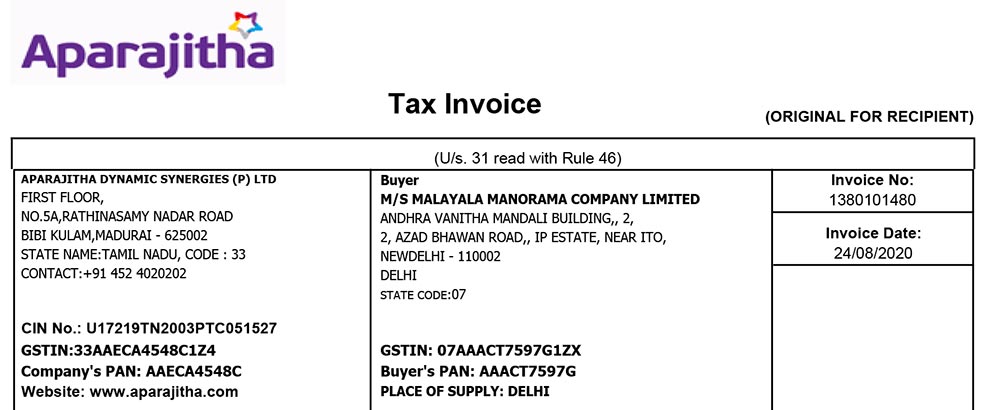 Aparajitha
Tax Invoice
(ORIGINAL FOR RECIPIENT)
(U/s. 31 read with Rule 46)
APARAJITHA DYNAMIC SYNERGIES (P) LTD
FIRST FLOOR,
NO.5A,RATHINASAMY NADAR ROAD
BIBI KULAM,MADURAI - 625002
STATE NAME:TAMIL NADU, CODE : 33
CONTACT:+91 452 4020202
CIN No.: U17219TN2003PTC051527
GSTIN:33AAECA4548C1Z4
Company's PAN: AAECA4548C
Website: www.aparajitha.com
Buyer
M/S MALAYALA MANORAMA COMPANY LIMITED
ANDHRA VANITHA MANDALI BUILDING,, 2,
2, AZAD BHAWAN ROAD,, IP ESTATE, NEAR ITO,
NEWDELHI - 110002
DELHI
STATE CODE:07
GSTIN: 07AAACT7597G1ZX
Buyer's PAN: AAACT7597G
PLACE OF SUPPLY: DELHI
Invoice No:
1380101480
Invoice Date:
24/08/2020